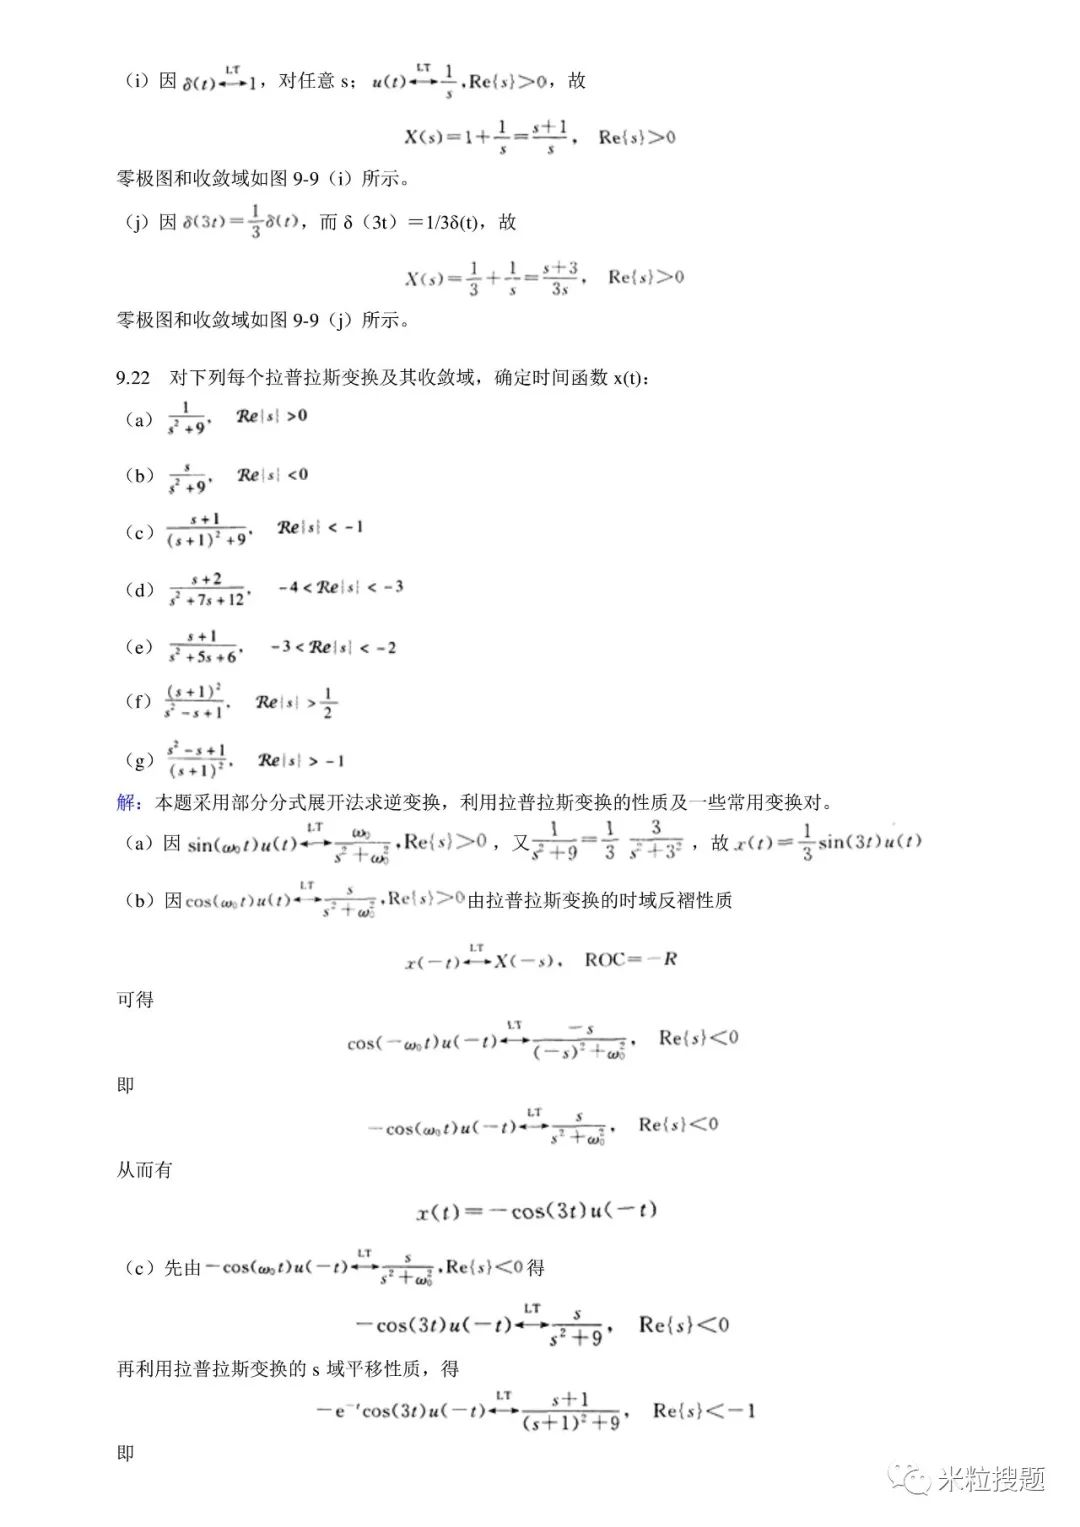 （i）因 δ(t) ←LT→ 1，对任意 s； u(t) ←LT→ 1/s, Re{s}>0，故
X(s)=1+1/s=(s+1)/s, Re{s}>0
零极图和收敛域如图 9-9（i）所示。
（j）因 δ(3t)=1/3 δ(t)，而 δ（3t）＝1/3δ(t)，故
X(s)=1/3+1/s=(s+3)/3s, Re{s}>0
零极图和收敛域如图 9-9（j）所示。
9.22 对下列每个拉普拉斯变换及其收敛域，确定时间函数 x(t)：
（a） 1/(s²+9), Re{s}>0
（b） s/(s²+9), Re{s}<0
（c） (s+1)/((s+1)²+9), Re{s}<-1
（d） (s+2)/(s²+7s+12), -4<Re{s}<-3
（e） (s+1)/(s²+5s+6), -3<Re{s}<-2
（f） (s+1)²/(s²-s+1), Re{s}>1/2
（g） (s²-s+1)/(s+1)², Re{s}>-1
解：本题采用部分分式展开法求逆变换，利用拉普拉斯变换的性质及一些常用变换对。
（a）因 sin(ω₀t)u(t) ←LT→ ω₀/(s²+ω₀²), Re{s}>0 ，又 1/(s²+9)=1/3 3/(s²+3²) ，故 x(t)=1/3 sin(3t)u(t)
（b）因 cos(ω₀t)u(t) ←LT→ s/(s²+ω₀²), Re{s}>0 由拉普拉斯变换的时域反褶性质
x(-t) ←LT→ X(-s), ROC=-R
可得
cos(-ω₀t)u(-t) ←LT→ -s/((-s)²+ω₀²), Re{s}<0
即
-cos(ω₀t)u(-t) ←LT→ s/(s²+ω₀²), Re{s}<0
从而有
x(t)=-cos(3t)u(-t)
（c）先由 -cos(ω₀t)u(-t) ←LT→ s/(s²+ω₀²), Re{s}<0 得
-cos(3t)u(-t) ←LT→ s/(s²+9), Re{s}<0
再利用拉普拉斯变换的 s 域平移性质，得
-e⁻ᵗcos(3t)u(-t) ←LT→ (s+1)/((s+1)²+9), Re{s}<-1
即
米粒搜题